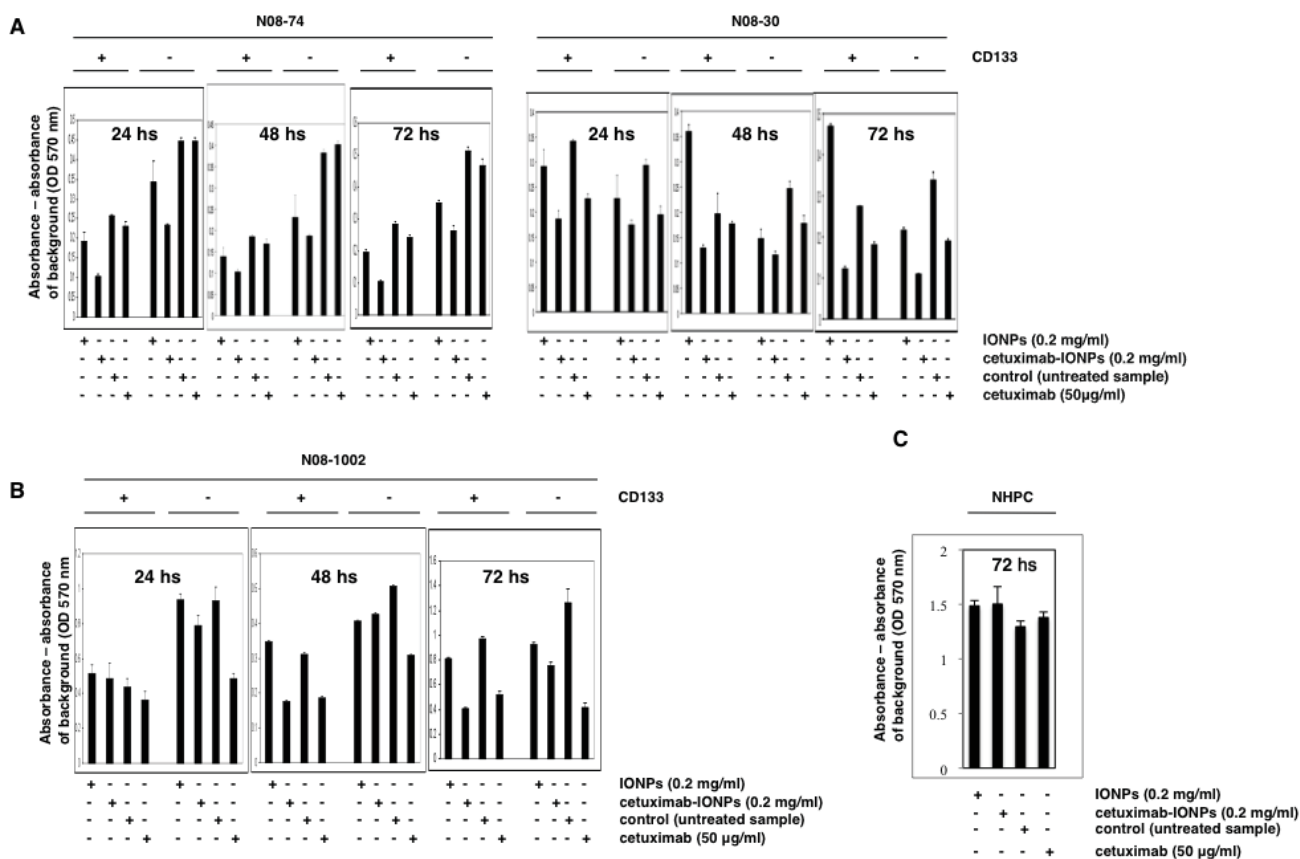 A
N08-74
N08-30
+ - + - + -
+ - + - + -
CD133
Absorbance – absorbance
of background (OD 570 nm)
24 hs
48 hs
72 hs
24 hs
48 hs
72 hs
+ - - - + - - - + - - - + - - - + - - - + - - -
+ - - - + - - - + - - - + - - - + - - - + - - -
IONPs (0.2 mg/ml)
- + - - - + - - - + - - - + - - - + - - - + - -
- + - - - + - - - + - - - + - - - + - - - + - -
cetuximab-IONPs (0.2 mg/ml)
- - + - - - + - - - + - - - + - - - + - - - + -
- - + - - - + - - - + - - - + - - - + - - - + -
control (untreated sample)
- - - + - - - + - - - + - - - + - - - + - - - +
- - - + - - - + - - - + - - - + - - - + - - - +
cetuximab (50µg/ml)
B
N08-1002
+ - + - + -
CD133
Absorbance – absorbance
of background (OD 570 nm
24 hs
48 hs
72 hs
+ - - - + - - - + - - - + - - - + - - - + - - -
IONPs (0.2 mg/ml)
- + - - - + - - - + - - - + - - - + - - - + - -
cetuximab-IONPs (0.2 mg/ml)
- - + - - - + - - - + - - - + - - - + - - - + -
control (untreated sample)
- - - + - - - + - - - + - - - + - - - + - - - +
cetuximab (50 µg/ml)
C
NHPC
Absorbance – absorbance
of background (OD 570 nm)
72 hs
2
1.5
1
0.5
0
+ - - -
IONPs (0.2 mg/ml)
- + - -
cetuximab-IONPs (0.2 mg/ml)
- - + -
control (untreated sample)
- - - +
cetuximab (50 µg/ml)